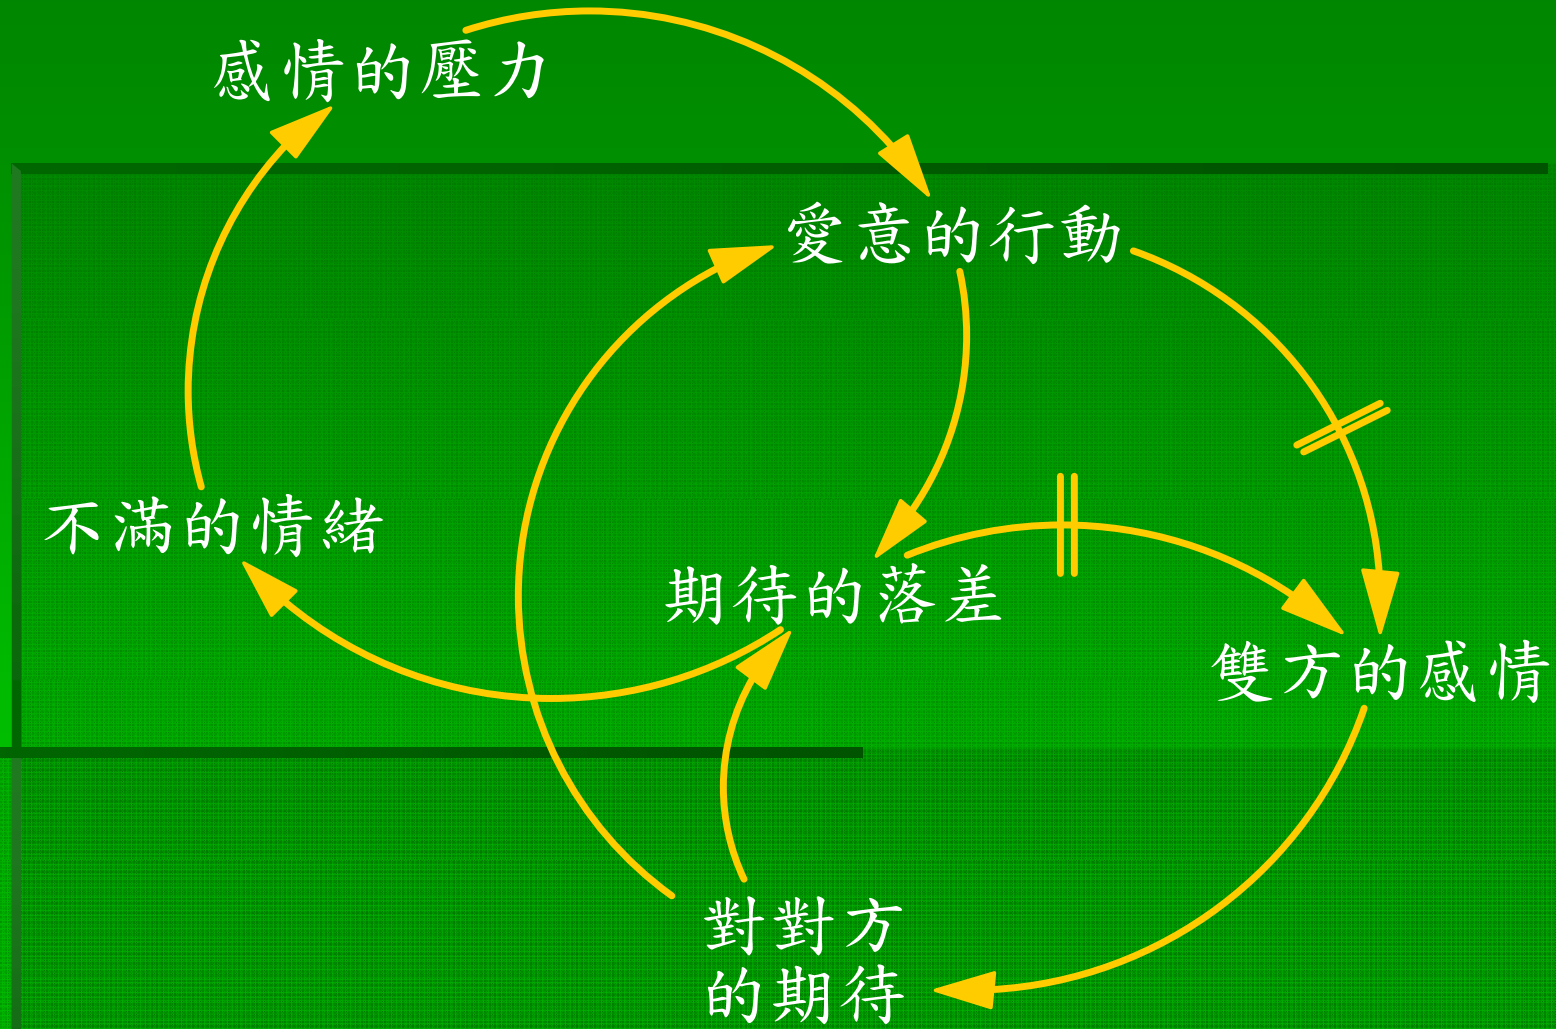 感情的壓力
愛意的行動
不滿的情緒
期待的落差
雙方的感情
對對方
的期待